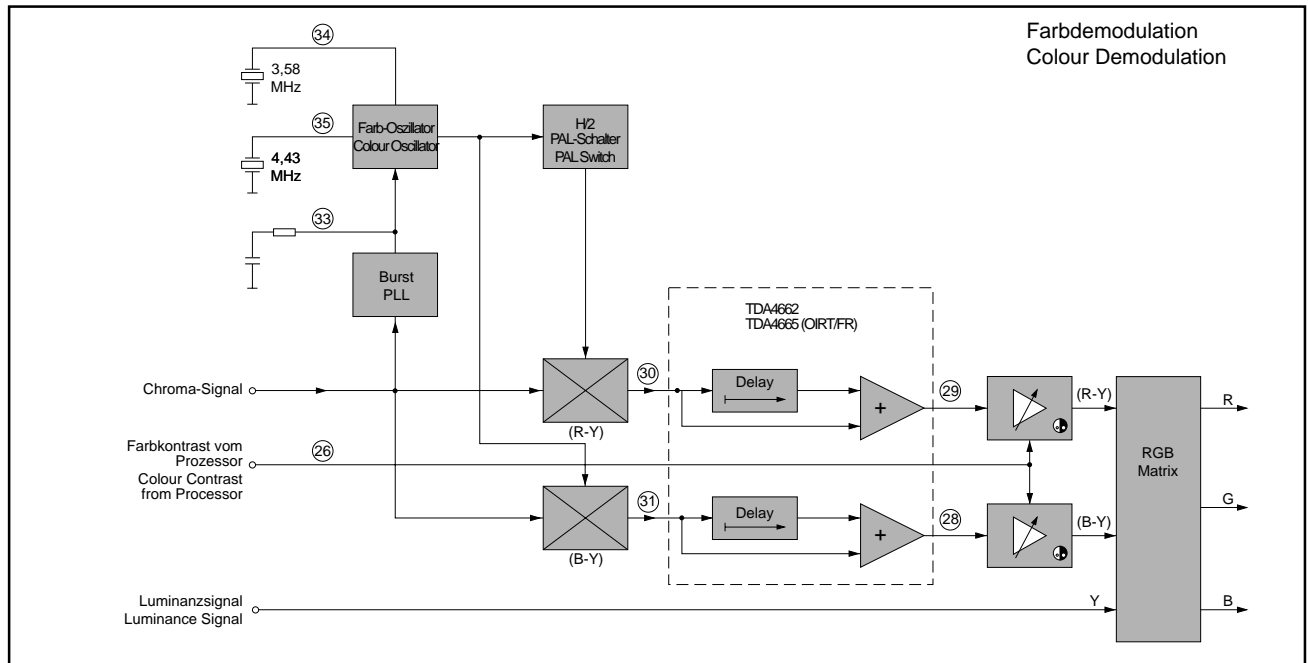 Farbdemodulation
Colour Demodulation
34
3,58
MHz
35
4,43
MHz
Farb-Oszillator
Colour Oscillator
H/2
PAL-Schalter
PAL Switch
33
Burst
PLL
TDA4662
TDA4665 (OIRT/FR)
Chroma-Signal
(R-Y)
30
Delay
+
29
(R-Y)
R
Farbkontrast vom
Prozessor
Colour Contrast
from Processor
26
RGB
Matrix
G
(B-Y)
31
Delay
+
28
(B-Y)
Luminanzsignal
Luminance Signal
Y
B